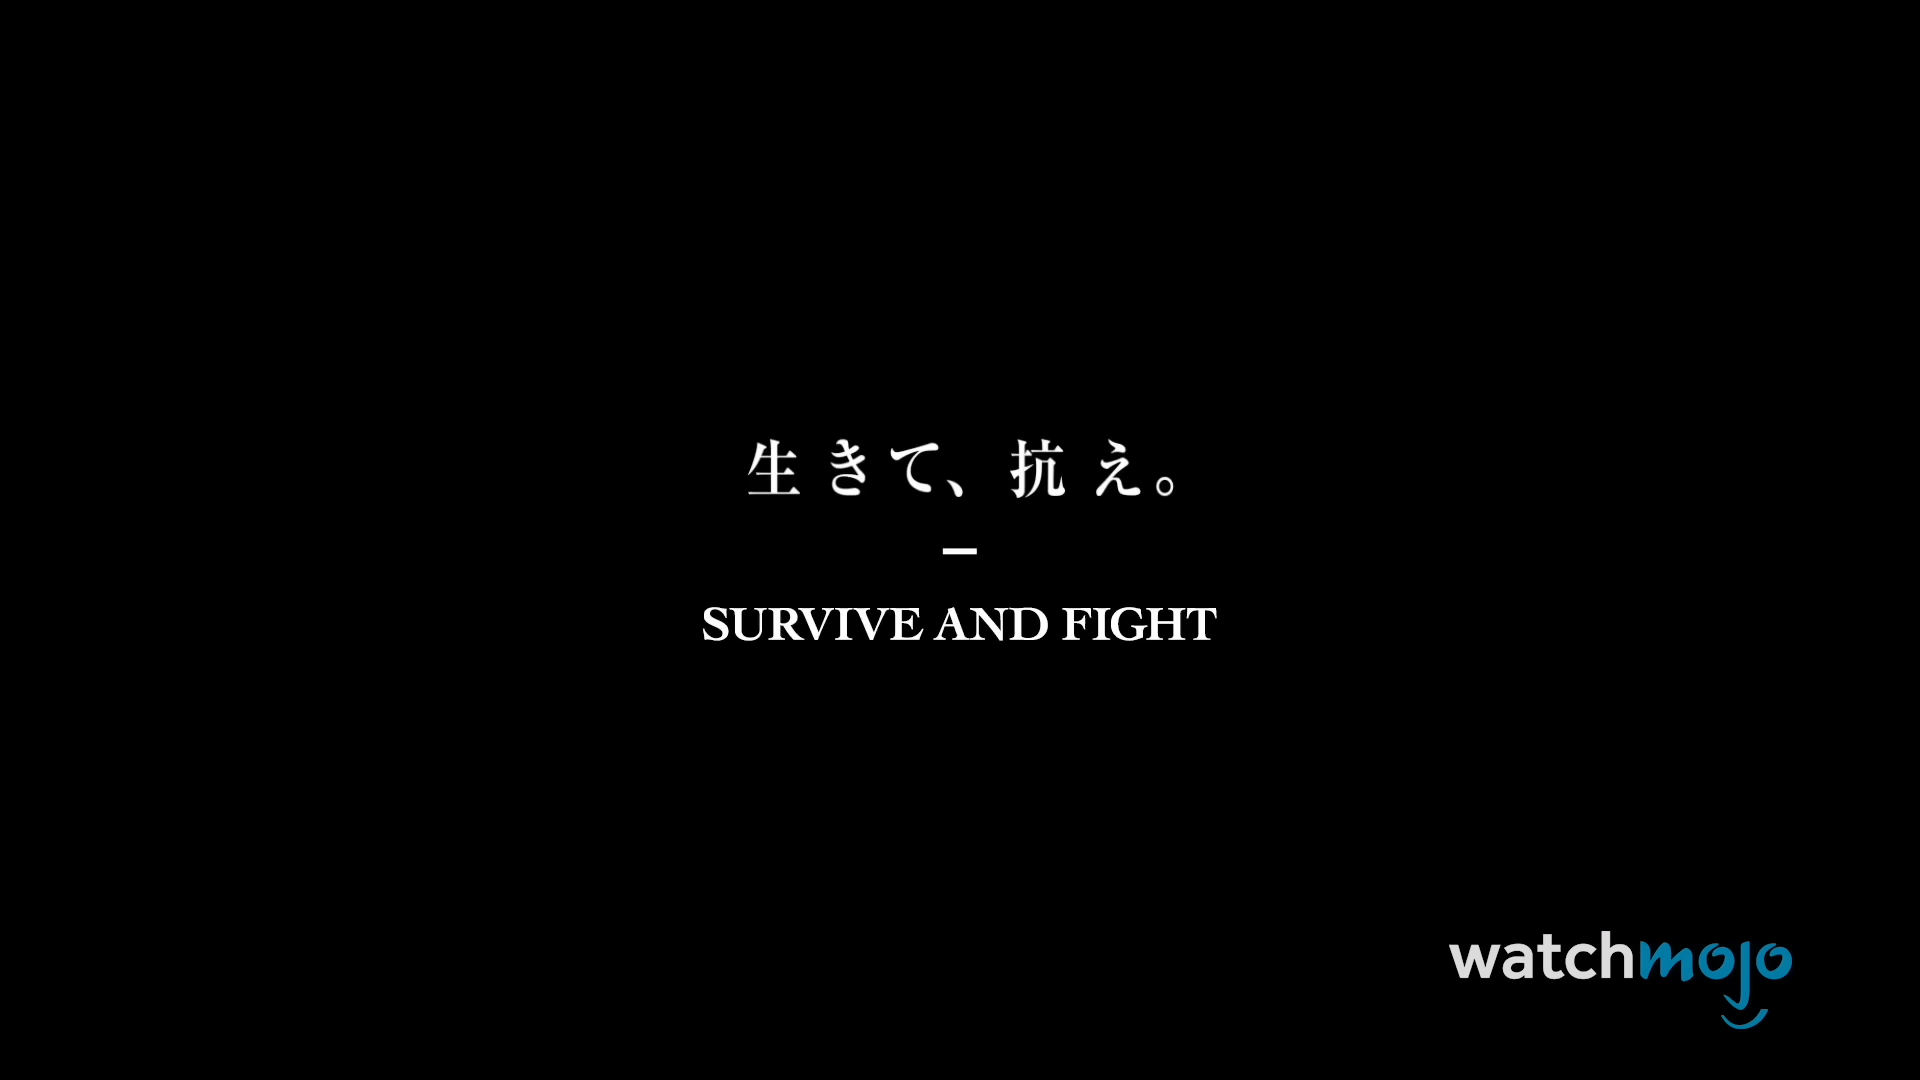 生きて、抗え。
–
SURVIVE AND FIGHT
watchmojo